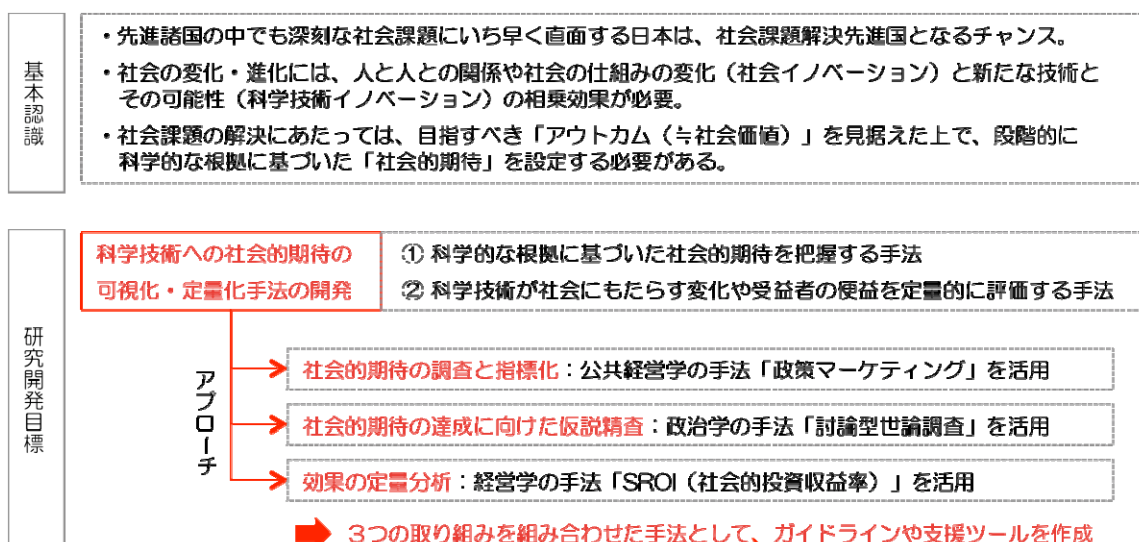 基本認識
・先進諸国の中でも深刻な社会課題にいち早く直面する日本は、社会課題解決先進国となるチャンス。
・社会の変化・進化には、人と人との関係や社会の仕組みの変化（社会イノベーション）と新たな技術と
その可能性（科学技術イノベーション）の相乗効果が必要。
・社会課題の解決にあたっては、目指すべき「アウトカム（≒社会価値）」を見据えた上で、段階的に
科学的な根拠に基づいた「社会的期待」を設定する必要がある。
研究開発目標
科学技術への社会的期待の
可視化・定量化手法の開発
① 科学的な根拠に基づいた社会的期待を把握する手法
② 科学技術が社会にもたらす変化や受益者の便益を定量的に評価する手法
アプローチ
社会的期待の調査と指標化：公共経営学の手法「政策マーケティング」を活用
社会的期待の達成に向けた仮説精査：政治学の手法「討論型世論調査」を活用
効果の定量分析：経営学の手法「SROI（社会的投資収益率）」を活用
３つの取り組みを組み合わせた手法として、ガイドラインや支援ツールを作成